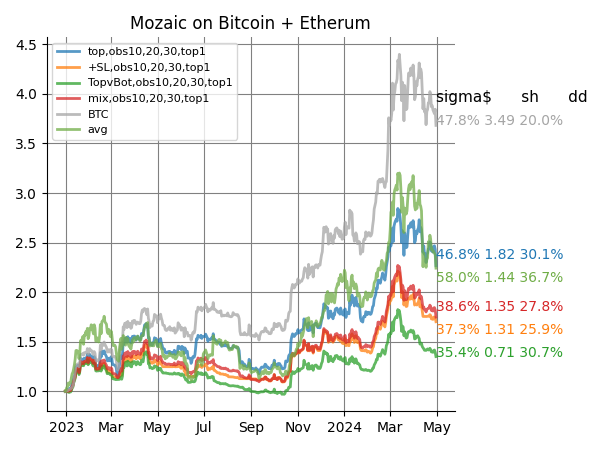 Mozaic on Bitcoin + Etherum
4.5
4.0
3.5
3.0
2.5
2.0
1.5
1.0
top,obs10,20,30,top1
+SL,obs10,20,30,top1
TopvBot,obs10,20,30,top1
mix,obs10,20,30,top1
BTC
avg
sigma$ sh dd
47.8% 3.49 20.0%
46.8% 1.82 30.1%
58.0% 1.44 36.7%
38.6% 1.35 27.8%
37.3% 1.31 25.9%
35.4% 0.71 30.7%
2023 Mar May Jul Sep Nov 2024 Mar May